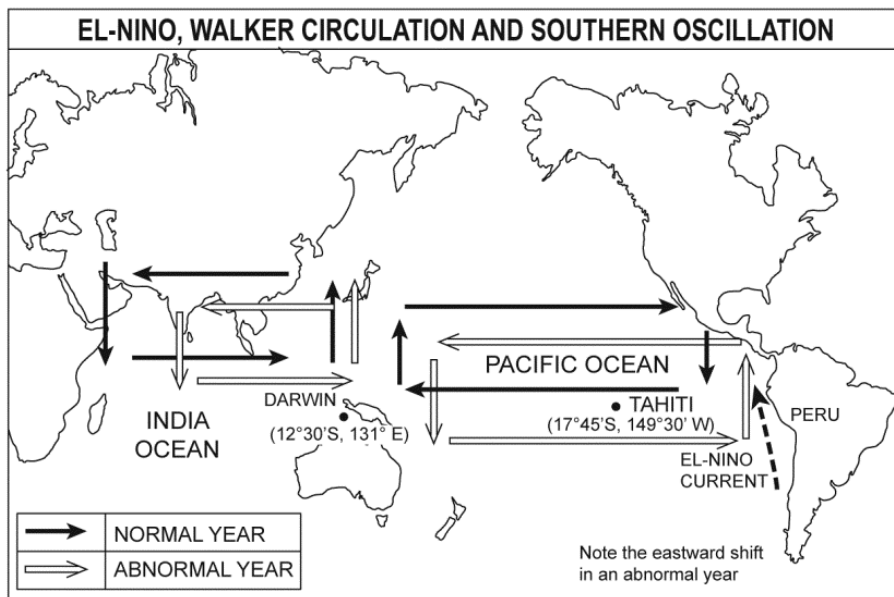 EL-NINO, WALKER CIRCULATION AND SOUTHERN OSCILLATION
PACIFIC OCEAN
DARWIN
(12°30'S, 131° E)
INDIA
OCEAN
TAHITI
(17°45'S, 149°30' W)
PERU
EL-NINO
CURRENT
NORMAL YEAR
ABNORMAL YEAR
Note the eastward shift
in an abnormal year